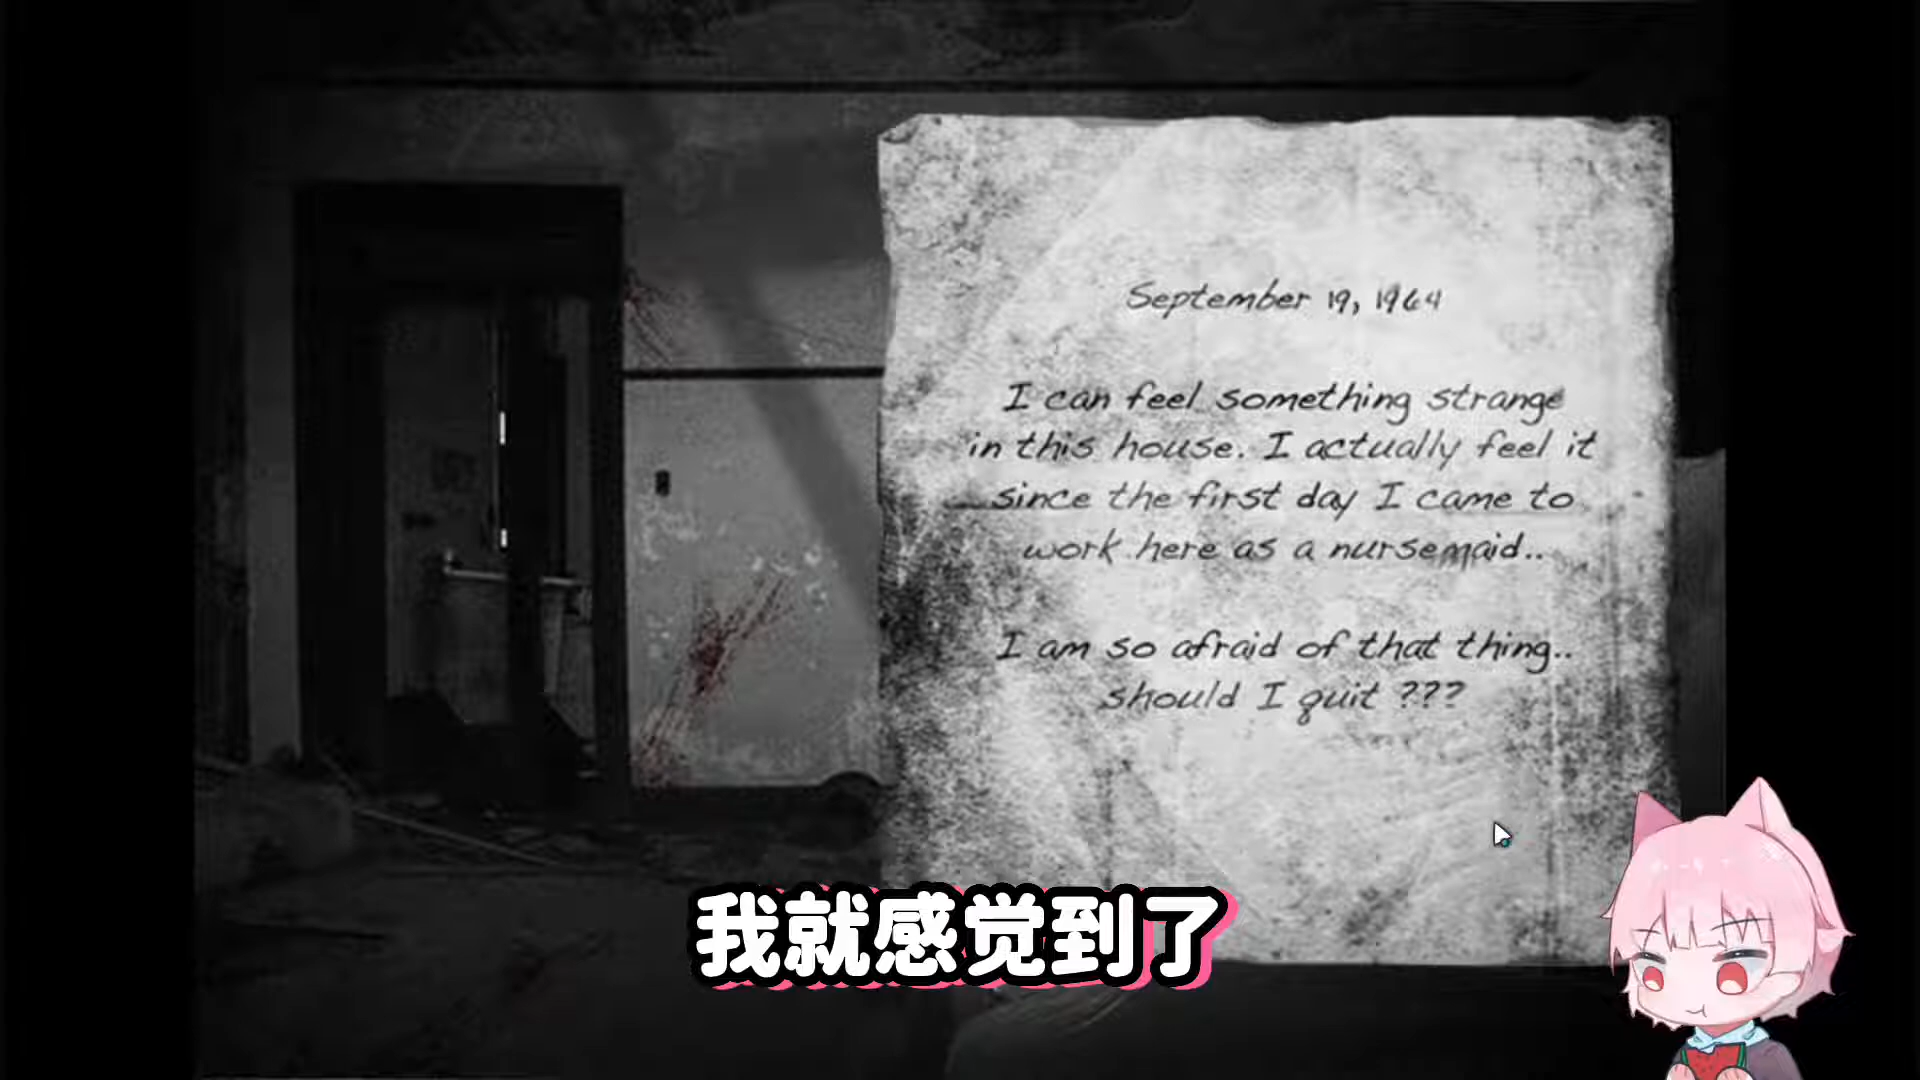 September 19, 1964
I can feel something strange
in this house. I actually feel it
since the first day I came to
work here as a nursemaid..
I am so afraid of that thing..
should I quit ???
我就感觉到了